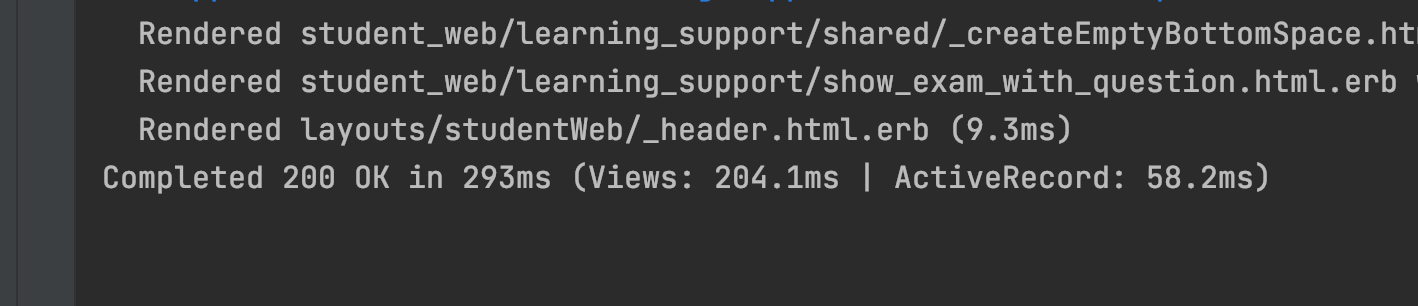 Rendered student_web/learning_support/shared/_createEmptyBottomSpace.ht
Rendered student_web/learning_support/show_exam_with_question.html.erb
Rendered layouts/studentWeb/_header.html.erb (9.3ms)
Completed 200 OK in 293ms (Views: 204.1ms | ActiveRecord: 58.2ms)